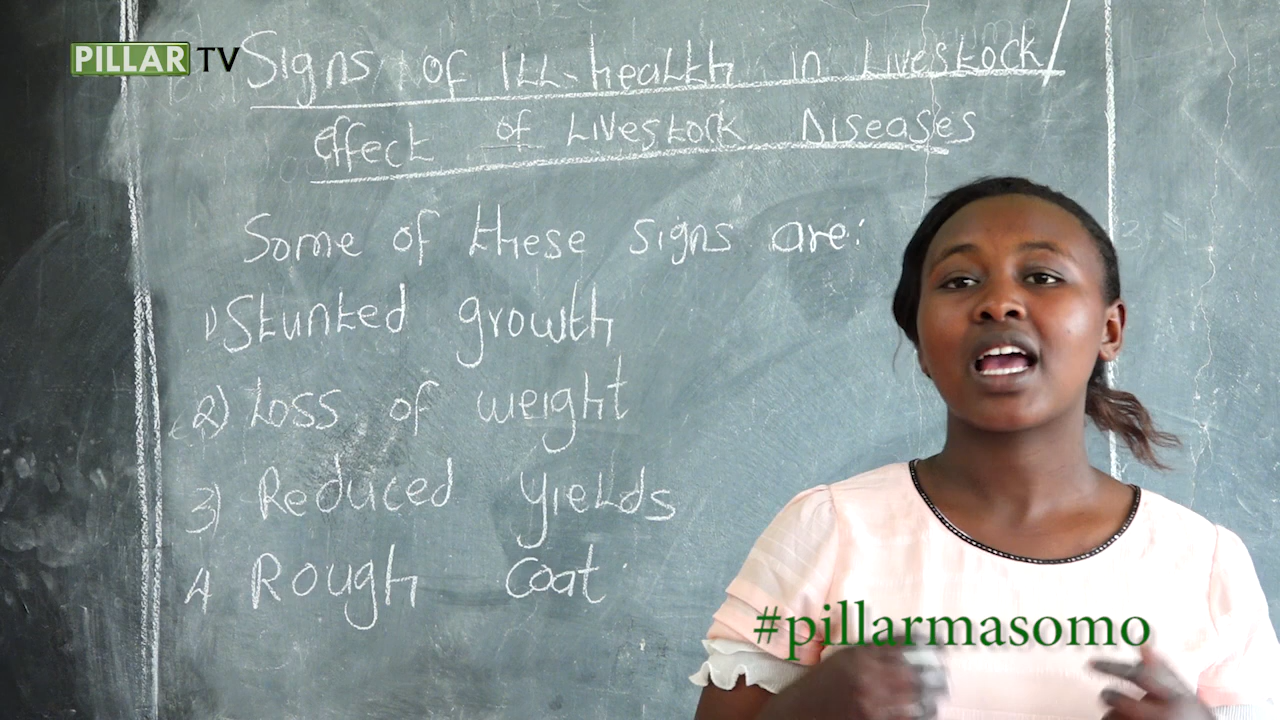 PILLAR TV
Signs of ILL-health in Livestock/
effect of Livestock Diseases
Some of these signs are:
1) Stunted growth
2) Loss of weight
3) Reduced yields
4 Rough coat
#pillarmasomo